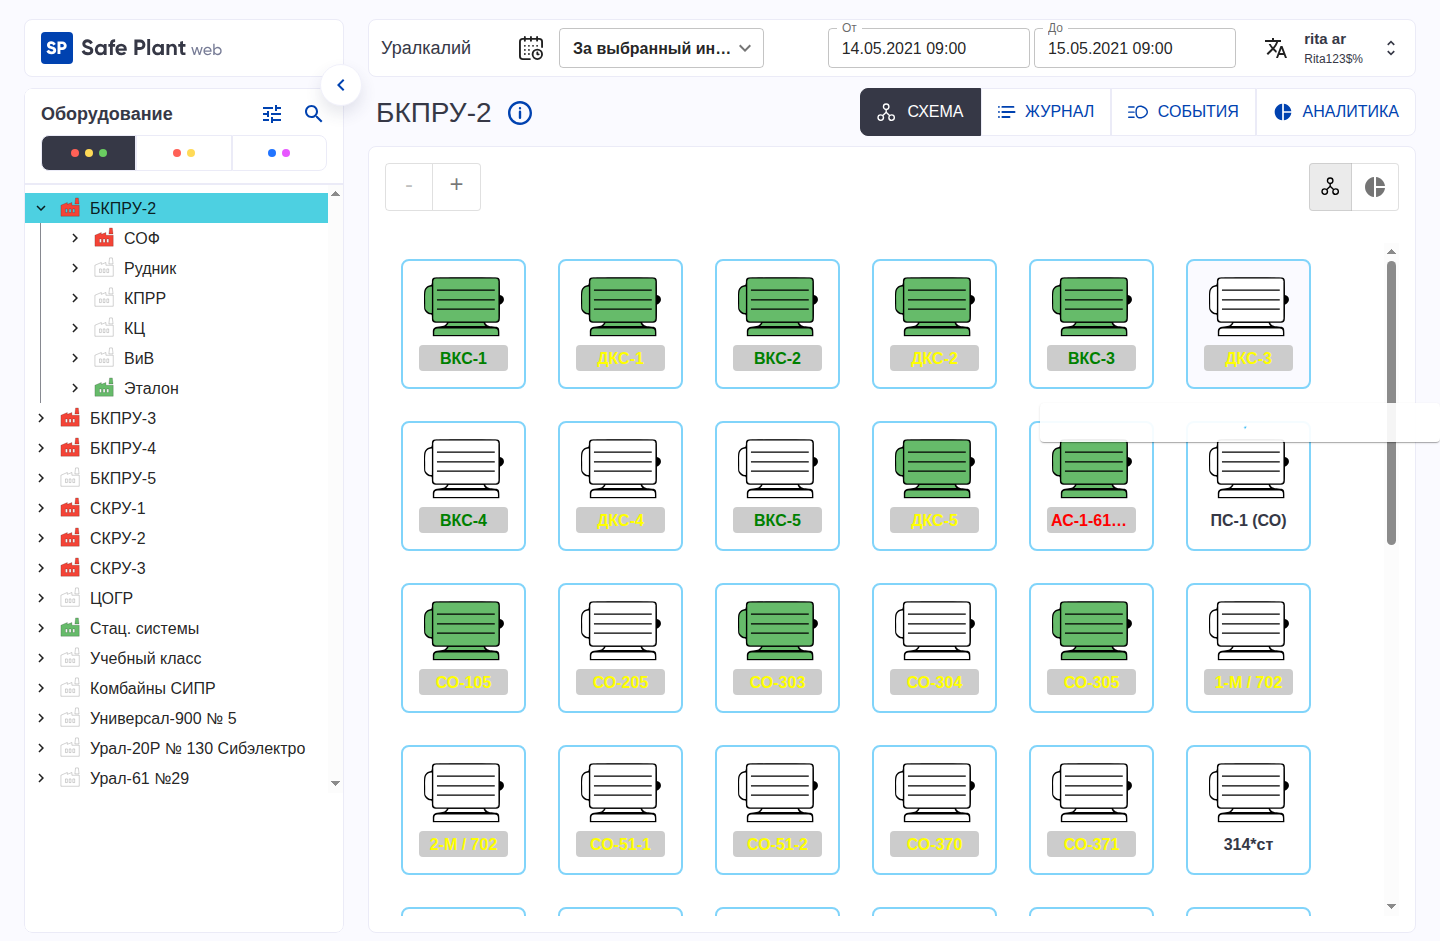 SP Safe Plant web
Уралкалий
За выбранный ин...
От
14.05.2021 09:00
До
15.05.2021 09:00
rita ar
Rita123$%
Оборудование
БКПРУ-2
СОФ
Рудник
КПРР
КЦ
ВиВ
Эталон
БКПРУ-3
БКПРУ-4
БКПРУ-5
СКРУ-1
СКРУ-2
СКРУ-3
ЦОГР
Стац. системы
Учебный класс
Комбайны СИПР
Универсал-900 № 5
Урал-20Р № 130 Сибэлектро
Урал-61 №29
БКПРУ-2
СХЕМА
ЖУРНАЛ
СОБЫТИЯ
АНАЛИТИКА
- +
ВКС-1 ДКС-1 ВКС-2 ДКС-2 ВКС-3 ДКС-3
ВКС-4 ДКС-4 ВКС-5 ДКС-5 АС-1-61... ПС-1 (СО)
СО-105 СО-205 СО-303 СО-304 СО-305 1-М / 702
2-М / 702 СО-51-1 СО-51-2 СО-370 СО-371 314*ст